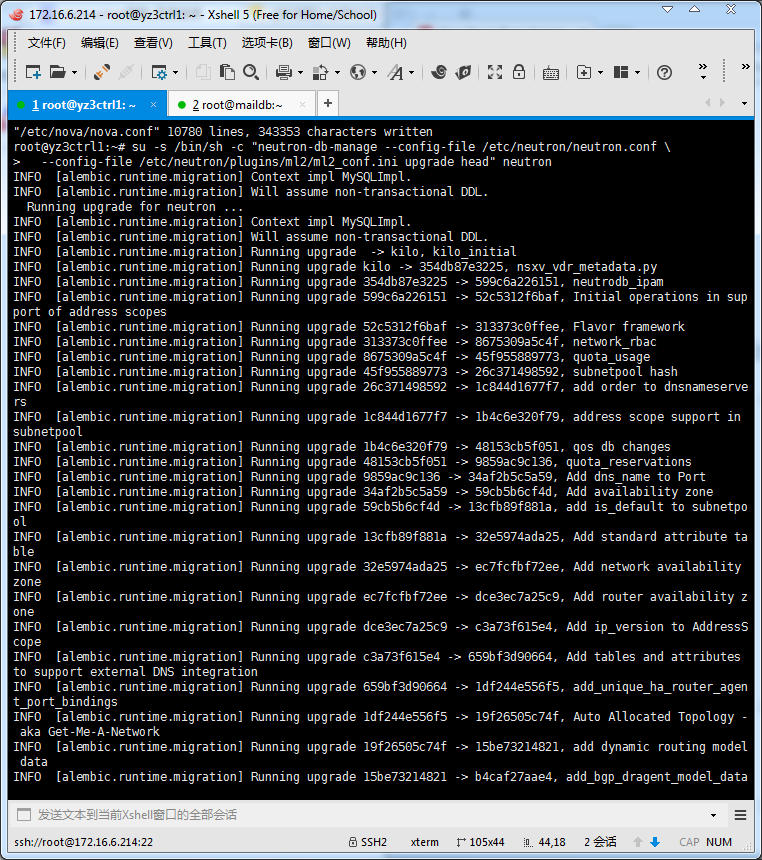 172.16.6.214 - root@yz3ctrl1: ~ - Xshell 5 (Free for Home/School)
文件(F) 编辑(E) 查看(V) 工具(T) 选项卡(B) 窗口(W) 帮助(H)
1 root@yz3ctrl1: ~ 2 root@maildb:~
"/etc/nova/nova.conf" 10780 lines, 343353 characters written
root@yz3ctrl1:~# su -s /bin/sh -c "neutron-db-manage --config-file /etc/neutron/neutron.conf \
>   --config-file /etc/neutron/plugins/ml2/ml2_conf.ini upgrade head" neutron
INFO  [alembic.runtime.migration] Context impl MySQLImpl.
INFO  [alembic.runtime.migration] Will assume non-transactional DDL.
  Running upgrade for neutron ...
INFO  [alembic.runtime.migration] Context impl MySQLImpl.
INFO  [alembic.runtime.migration] Will assume non-transactional DDL.
INFO  [alembic.runtime.migration] Running upgrade  -> kilo, kilo_initial
INFO  [alembic.runtime.migration] Running upgrade kilo -> 354db87e3225, nsxv_vdr_metadata.py
INFO  [alembic.runtime.migration] Running upgrade 354db87e3225 -> 599c6a226151, neutrodb_ipam
INFO  [alembic.runtime.migration] Running upgrade 599c6a226151 -> 52c5312f6baf, Initial operations in sup
port of address scopes
INFO  [alembic.runtime.migration] Running upgrade 52c5312f6baf -> 313373c0ffee, Flavor framework
INFO  [alembic.runtime.migration] Running upgrade 313373c0ffee -> 8675309a5c4f, network_rbac
INFO  [alembic.runtime.migration] Running upgrade 8675309a5c4f -> 45f955889773, quota_usage
INFO  [alembic.runtime.migration] Running upgrade 45f955889773 -> 26c371498592, subnetpool hash
INFO  [alembic.runtime.migration] Running upgrade 26c371498592 -> 1c844d1677f7, add order to dnsnameserve
rs
INFO  [alembic.runtime.migration] Running upgrade 1c844d1677f7 -> 1b4c6e320f79, address scope support in
subnetpool
INFO  [alembic.runtime.migration] Running upgrade 1b4c6e320f79 -> 48153cb5f051, qos db changes
INFO  [alembic.runtime.migration] Running upgrade 48153cb5f051 -> 9859ac9c136, quota_reservations
INFO  [alembic.runtime.migration] Running upgrade 9859ac9c136 -> 34af2b5c5a59, Add dns_name to Port
INFO  [alembic.runtime.migration] Running upgrade 34af2b5c5a59 -> 59cb5b6cf4d, Add availability zone
INFO  [alembic.runtime.migration] Running upgrade 59cb5b6cf4d -> 13cfb89f881a, add is_default to subnetpo
ol
INFO  [alembic.runtime.migration] Running upgrade 13cfb89f881a -> 32e5974ada25, Add standard attribute ta
ble
INFO  [alembic.runtime.migration] Running upgrade 32e5974ada25 -> ec7fcfbf72ee, Add network availability
zone
INFO  [alembic.runtime.migration] Running upgrade ec7fcfbf72ee -> dce3ec7a25c9, Add router availability z
one
INFO  [alembic.runtime.migration] Running upgrade dce3ec7a25c9 -> c3a73f615e4, Add ip_version to AddressS
cope
INFO  [alembic.runtime.migration] Running upgrade c3a73f615e4 -> 659bf3d90664, Add tables and attributes
to support external DNS integration
INFO  [alembic.runtime.migration] Running upgrade 659bf3d90664 -> 1df244e556f5, add_unique_ha_router_agen
t_port_bindings
INFO  [alembic.runtime.migration] Running upgrade 1df244e556f5 -> 19f26505c74f, Auto Allocated Topology -
 aka Get-Me-A-Network
INFO  [alembic.runtime.migration] Running upgrade 19f26505c74f -> 15be73214821, add dynamic routing model
 data
INFO  [alembic.runtime.migration] Running upgrade 15be73214821 -> b4caf27aae4, add_bgp_dragent_model_data
发送文本到当前Xshell窗口的全部会话
ssh://root@172.16.6.214:22 SSH2 xterm 105x44 44,18 2 会话 CAP NUM